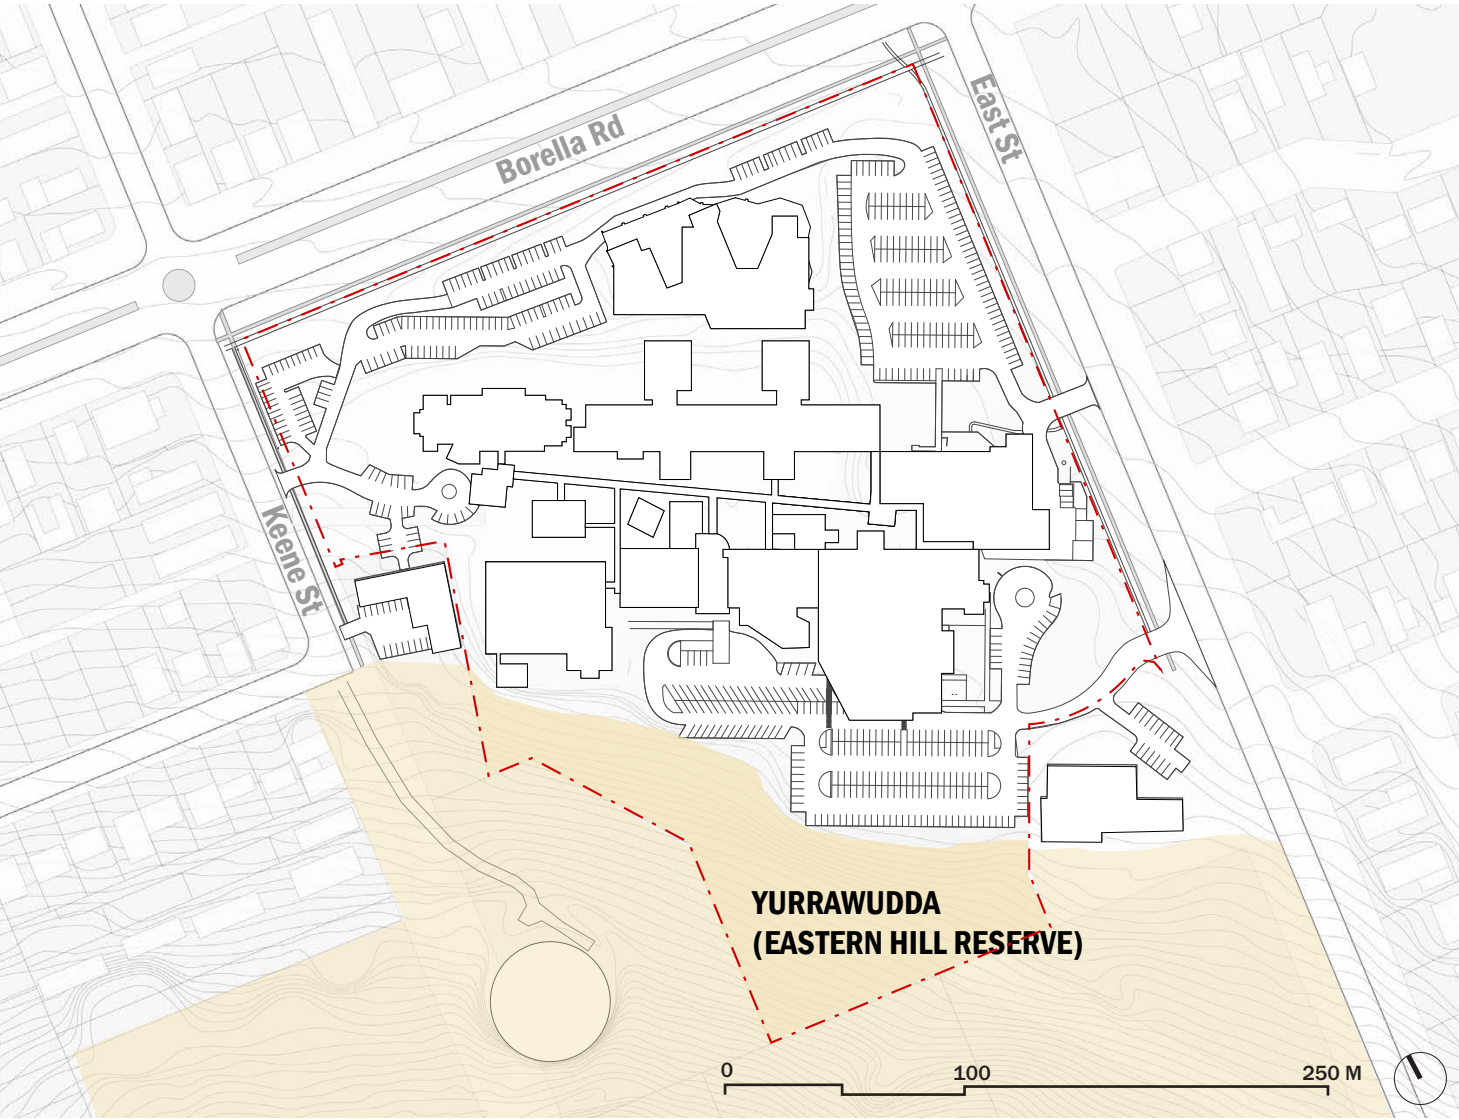 Borella Rd
East St
Keene St
YURRAWUDDA
(EASTERN HILL RESERVE)
0 100 250 M